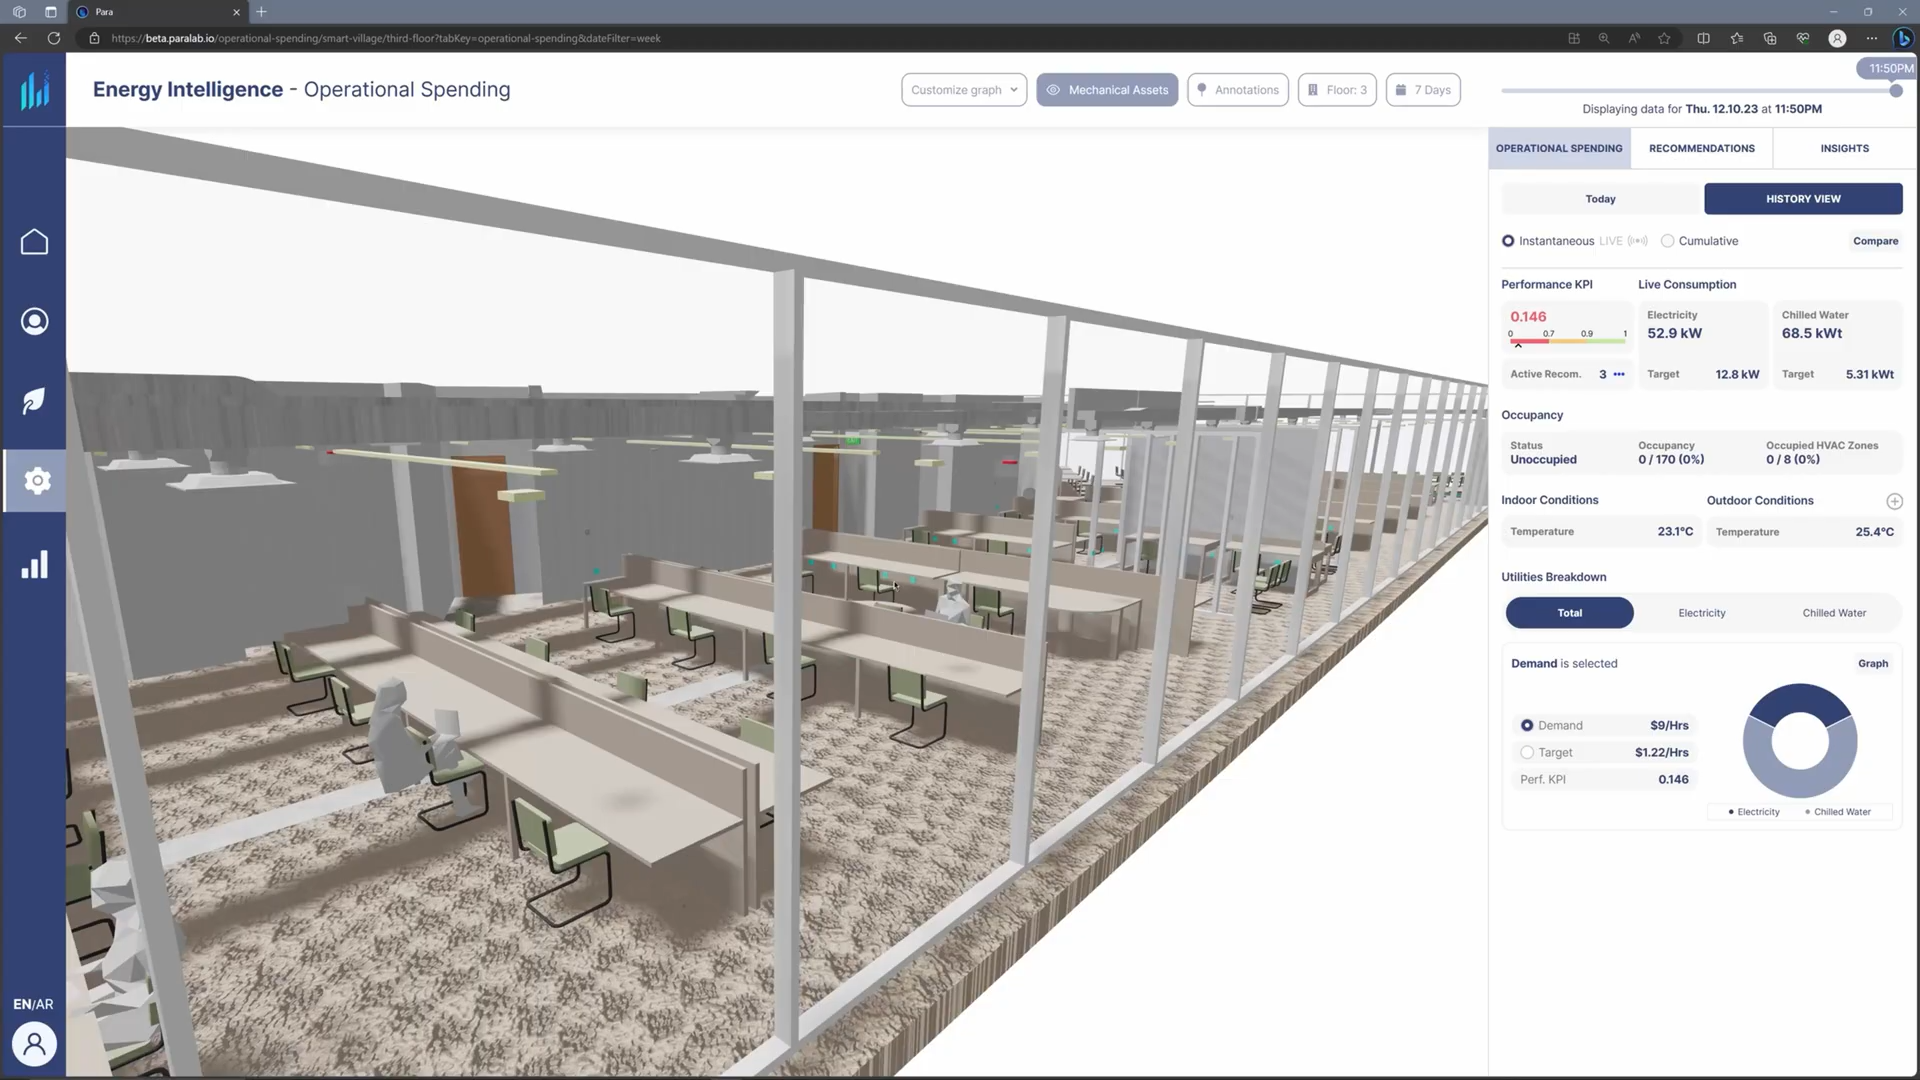 Para
https://beta.paralab.io/operational-spending/smart-village/third-floor?tabKey=operational-spending&dateFilter=week
Energy Intelligence - Operational Spending
Customize graph
Mechanical Assets
Annotations
Floor: 3
7 Days
11:50PM
Displaying data for Thu. 12.10.23 at 11:50PM
OPERATIONAL SPENDING
RECOMMENDATIONS
INSIGHTS
Today
HISTORY VIEW
Instantaneous LIVE
Cumulative
Compare
Performance KPI
Live Consumption
0.146
0 0.7 0.9 1
Electricity
52.9 kW
Chilled Water
68.5 kWt
Active Recom. 3
Target 12.8 kW
Target 5.31 kWt
Occupancy
Status
Unoccupied
Occupancy
0 / 170 (0%)
Occupied HVAC Zones
0 / 8 (0%)
Indoor Conditions
Outdoor Conditions
Temperature 23.1°C
Temperature 25.4°C
Utilities Breakdown
Total
Electricity
Chilled Water
Demand is selected
Graph
Demand $9/Hrs
Target $1.22/Hrs
Perf. KPI 0.146
Electricity
Chilled Water
EN/AR